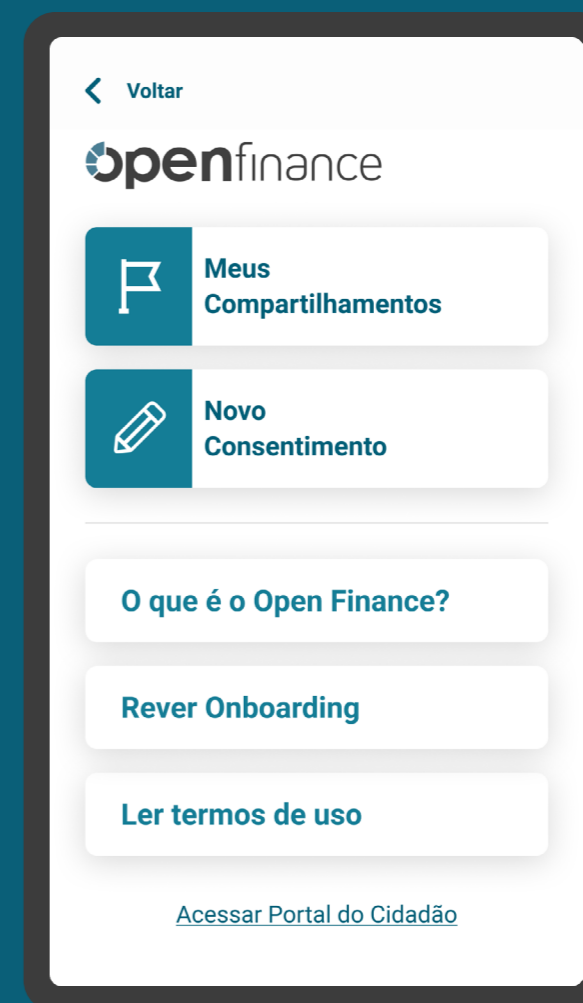 Voltar
openfinance
Meus
Compartilhamentos
Novo
Consentimento
O que é o Open Finance?
Rever Onboarding
Ler termos de uso
Acessar Portal do Cidadão